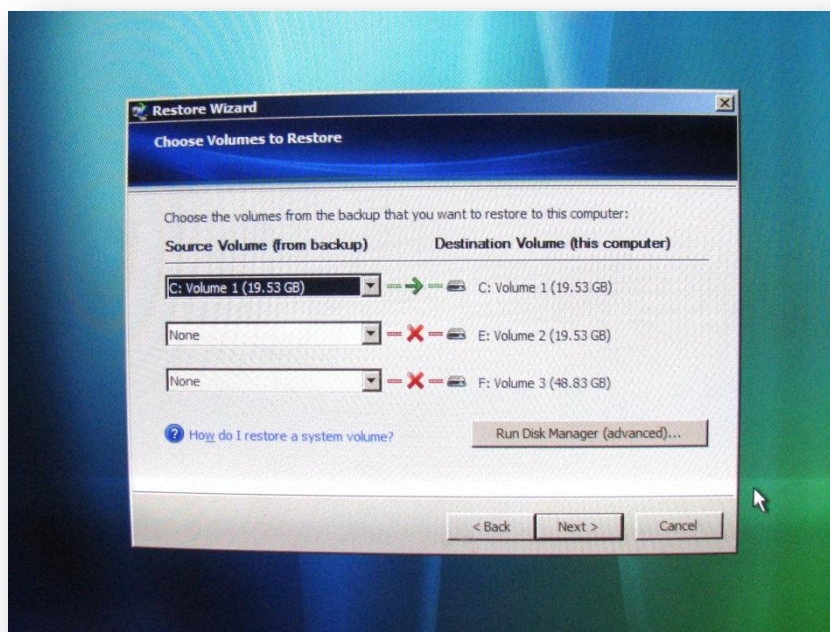 Restore Wizard
Choose Volumes to Restore
Choose the volumes from the backup that you want to restore to this computer:
Source Volume (from backup) Destination Volume (this computer)
C: Volume 1 (19.53 GB) C: Volume 1 (19.53 GB)
None E: Volume 2 (19.53 GB)
None F: Volume 3 (48.83 GB)
? How do I restore a system volume? Run Disk Manager (advanced)...
< Back Next > Cancel